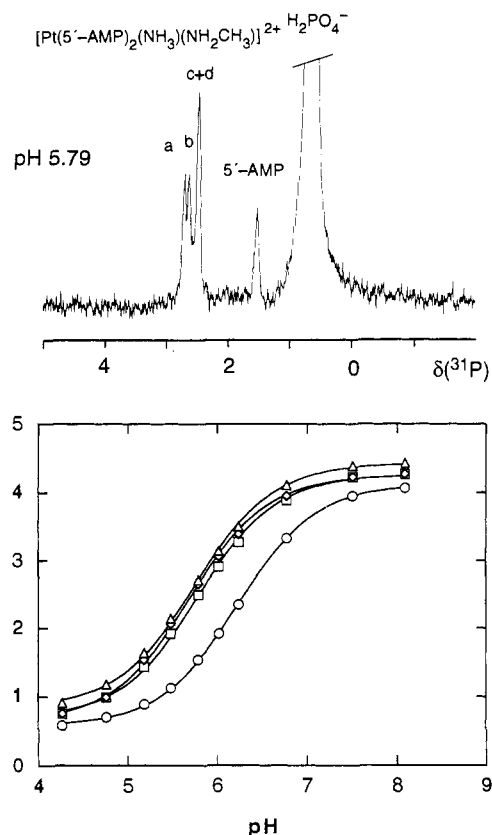 [Pt(5′-AMP)₂(NH₃)(NH₂CH₃)]²⁺ H₂PO₄⁻
c+d
a b
pH 5.79
5′-AMP
4 2 0 δ(³¹P)
5
4
3
2
1
0
4 5 6 7 8 9
pH